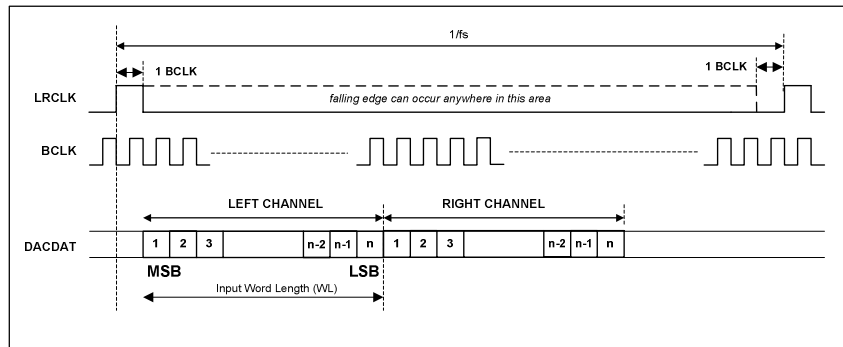 1/fs
1 BCLK
1 BCLK
LRCLK
falling edge can occur anywhere in this area
BCLK
LEFT CHANNEL
RIGHT CHANNEL
DACDAT
1 2 3 n-2 n-1 n 1 2 3 n-2 n-1 n
MSB
LSB
Input Word Length (WL)